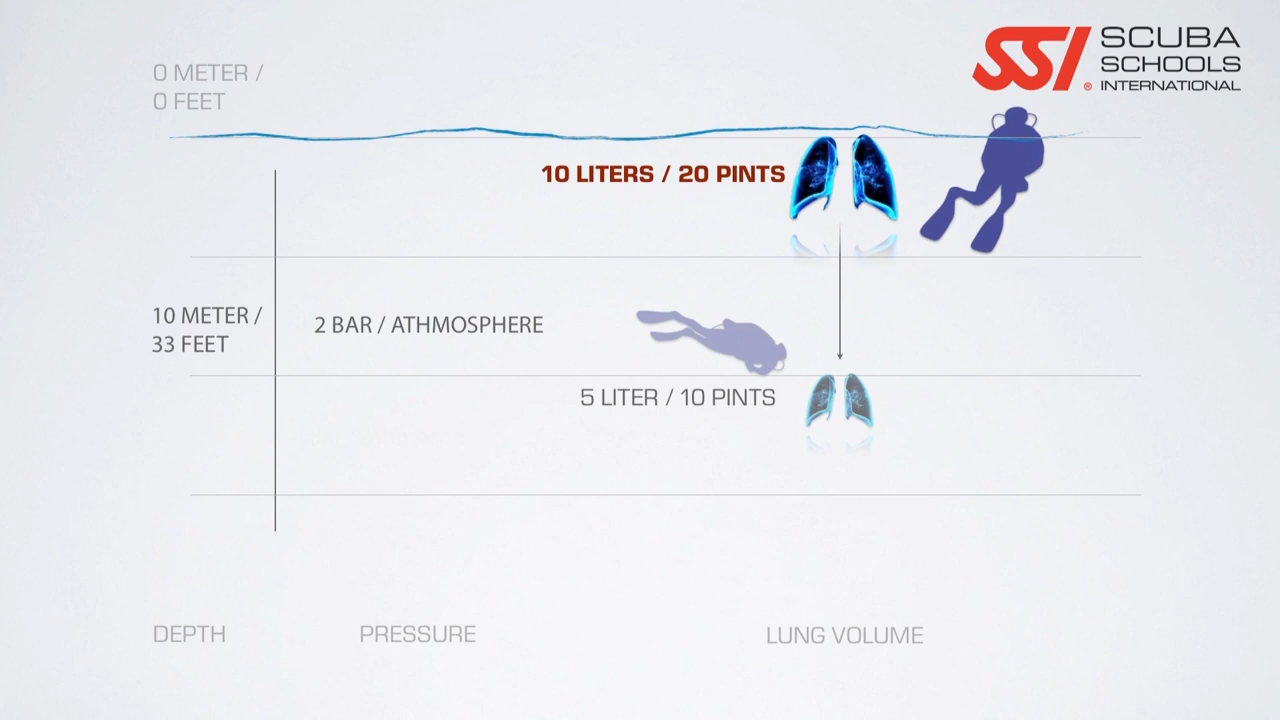 0 METER /
0 FEET
SSI® SCUBA
SCHOOLS
INTERNATIONAL
10 LITERS / 20 PINTS
10 METER /
33 FEET
2 BAR / ATHMOSPHERE
5 LITER / 10 PINTS
DEPTH
PRESSURE
LUNG VOLUME